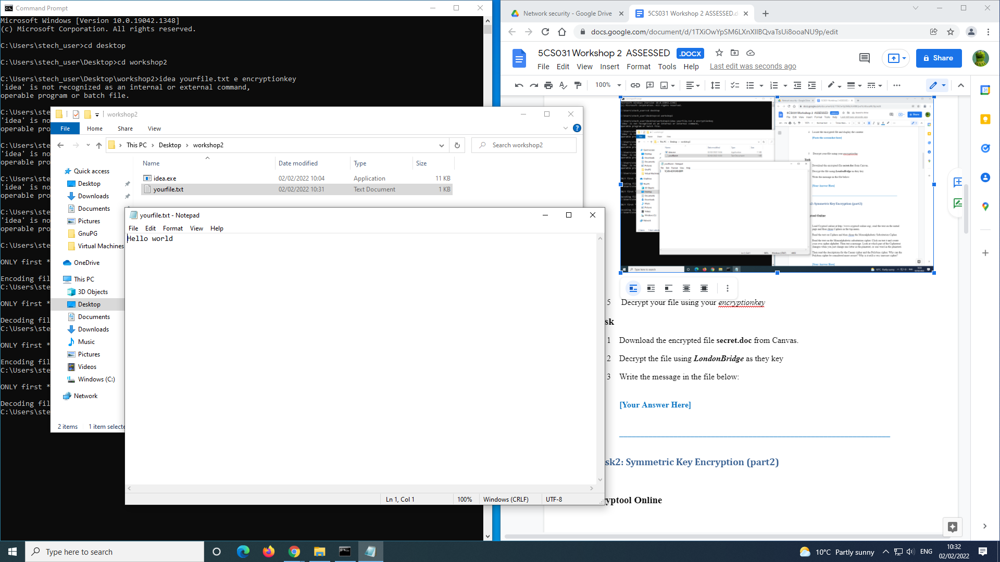 Command Prompt
Microsoft Windows [Version 10.0.19042.1348]
(c) Microsoft Corporation. All rights reserved.
C:\Users\stech_user>cd desktop
C:\Users\stech_user\Desktop>cd workshop2
C:\Users\stech_user\Desktop\workshop2>idea yourfile.txt e encryptionkey
'idea' is not recognized as an internal or external command,
operable program or batch file.
C:\Users\ste
'idea' is no
operable pro
C:\Users\ste
'idea' is no
operable pro
C:\Users\ste
'idea' is no
operable pro
C:\Users\ste
'idea' is no
operable pro
C:\Users\ste
ONLY first *
Encoding fil
C:\Users\ste
ONLY first *
Decoding fil
C:\Users\ste
ONLY first *
Encoding fil
C:\Users\ste
ONLY first *
Decoding fil
C:\Users\ste
workshop2
File Home Share View
This PC Desktop workshop2
Search workshop2
Name Date modified Type Size
idea.exe 02/02/2022 10:04 Application 11 KB
yourfile.txt 02/02/2022 10:31 Text Document 1 KB
Quick access
Desktop
Downloads
Documents
Pictures
GnuPG
Virtual Machines
OneDrive
This PC
3D Objects
Desktop
Documents
Downloads
Music
Pictures
Videos
Windows (C:)
Network
2 items 1 item selecte
yourfile.txt - Notepad
File Edit Format View Help
Hello world
Ln 1, Col 1 100% Windows (CRLF) UTF-8
Network security - Google Drive
5CS031 Workshop 2 ASSESSED.d
docs.google.com/document/d/1TXiOwYpSM6LXnXlIBQvaTsUi8ooaNU9p/edit
5CS031 Workshop 2 ASSESSED .DOCX
Share
File Edit View Insert Format Tools Help Last edit was seconds ago
100%
5 Decrypt your file using your encryptionkey
sk
1 Download the encrypted file secret.doc from Canvas.
2 Decrypt the file using LondonBridge as they key
3 Write the message in the file below:
[Your Answer Here]
sk2: Symmetric Key Encryption (part2)
yptool Online
31
Type here to search
10°C Partly sunny
ENG
10:32
02/02/2022